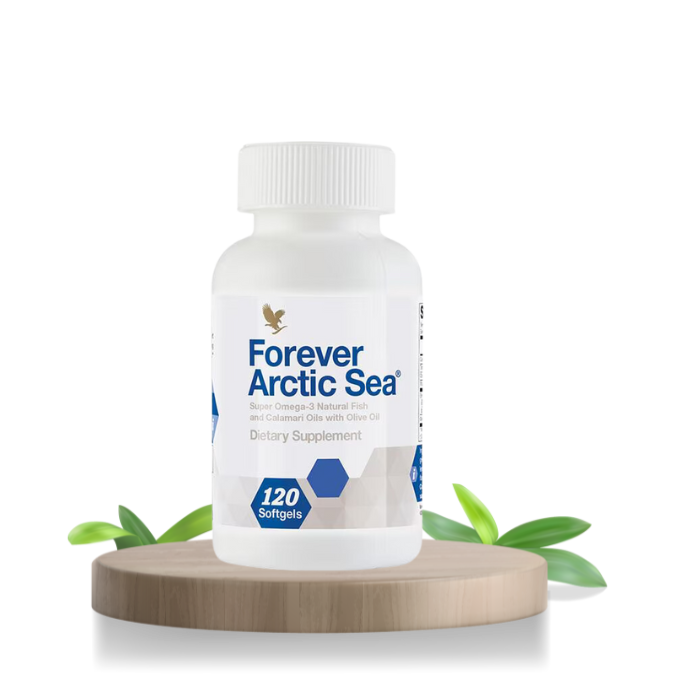 Forever
Arctic Sea®
Super Omega-3 Natural Fish
and Calamari Oils with Olive Oil
Dietary Supplement
120
Softgels